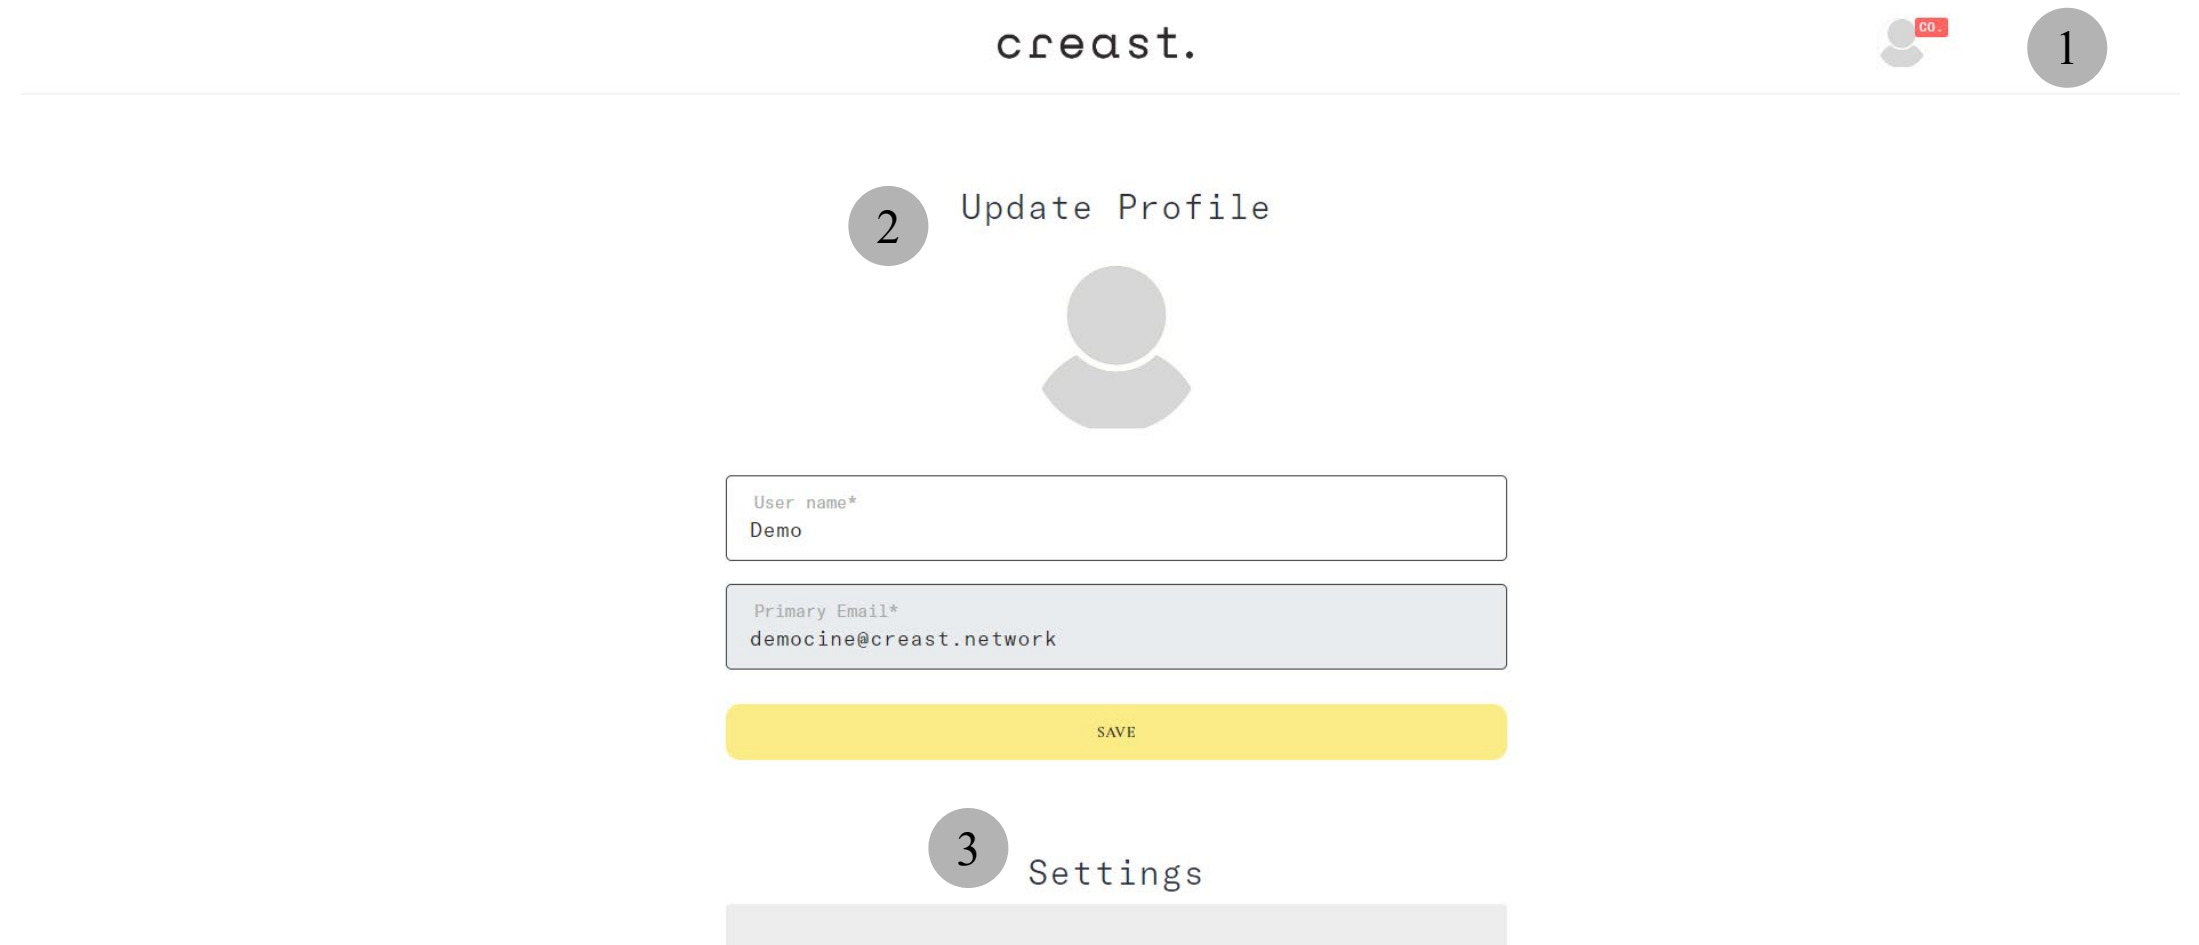 creast.
CO.
1
2
Update Profile
User name*
Demo
Primary Email*
democine@creast.network
SAVE
3
Settings